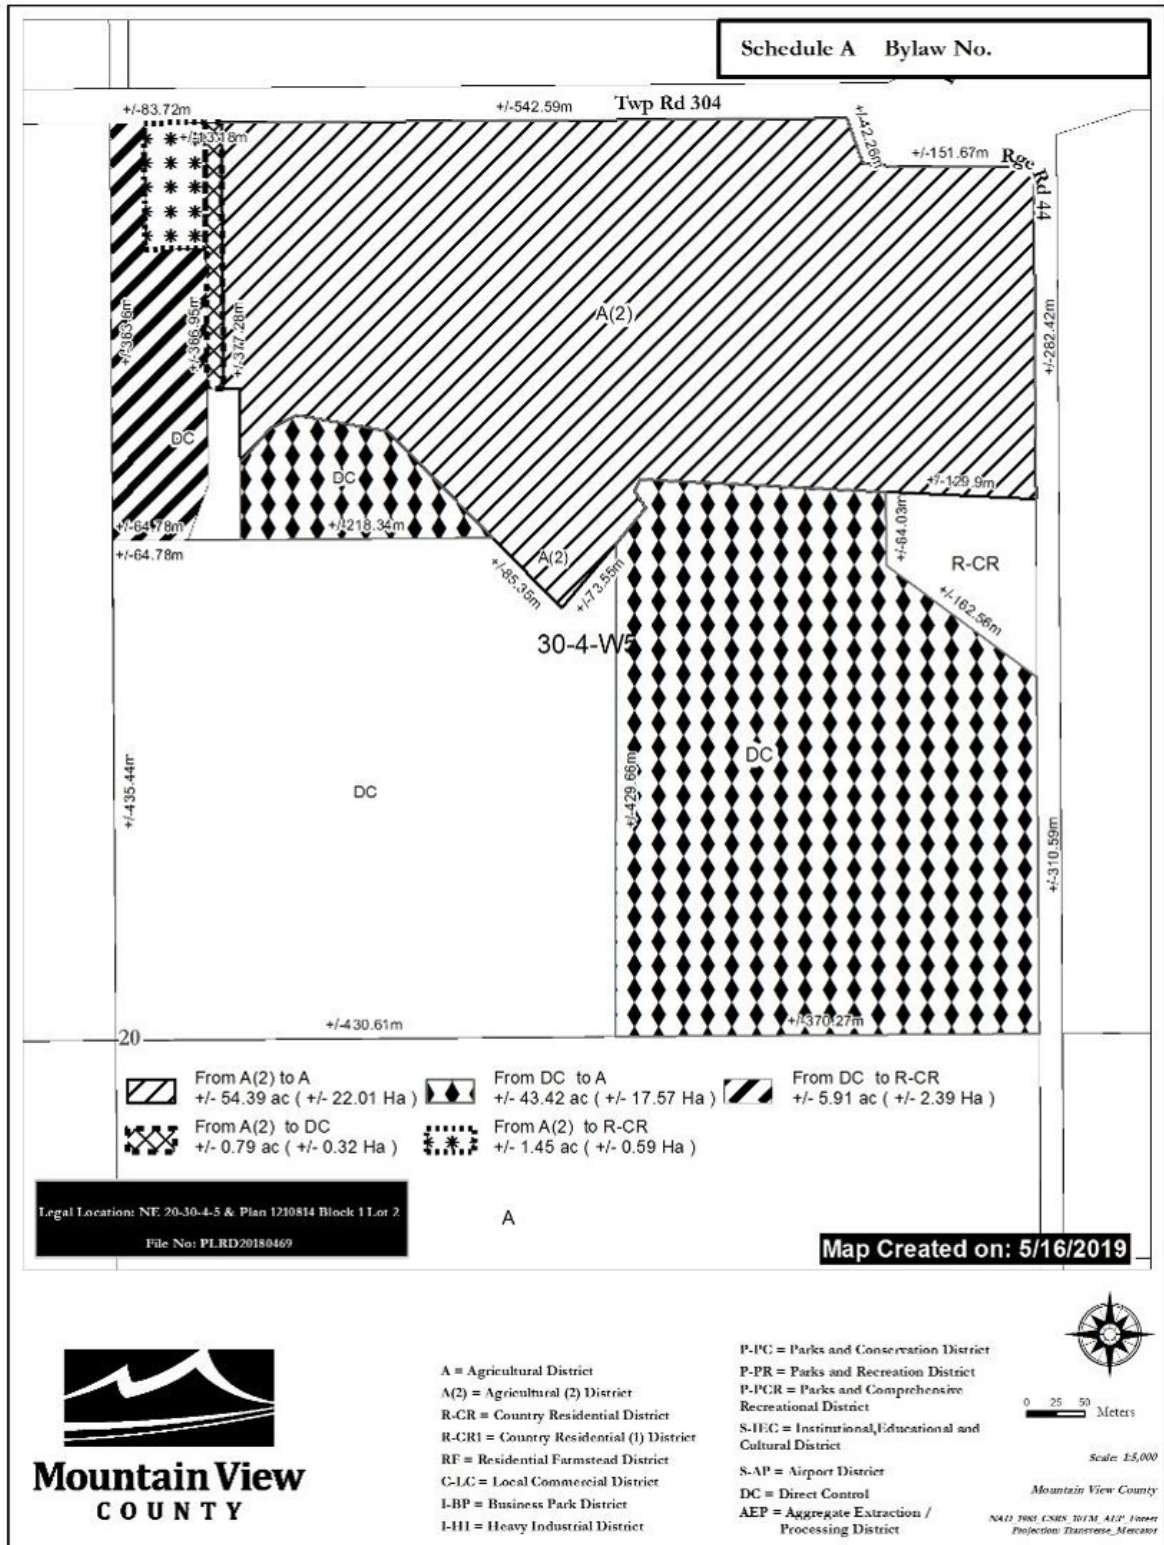 Schedule A Bylaw No.
+/-83.72m
+/-542.59m
Twp Rd 304
+/-13.18m
+/-42.26m
+/-151.67m
Rge Rd 44
A(2)
+/-363.6m
+/-366.95m
+/-377.28m
+/-282.42m
DC
DC
+/-129.9m
+/-64.78m
+/-218.34m
+/-64.03m
+/-64.78m
A(2)
+/-85.35m
+/-73.55m
R-CR
+/-162.56m
30-4-W5
DC
DC
+/-435.44m
+/-429.66m
+/-310.59m
+/-430.61m
+/-370.27m
20
From A(2) to A
+/- 54.39 ac ( +/- 22.01 Ha )
From DC to A
+/- 43.42 ac ( +/- 17.57 Ha )
From DC to R-CR
+/- 5.91 ac ( +/- 2.39 Ha )
From A(2) to DC
+/- 0.79 ac ( +/- 0.32 Ha )
From A(2) to R-CR
+/- 1.45 ac ( +/- 0.59 Ha )
Legal Location: NE 20-30-4-5 & Plan 1210814 Block 1 Lot 2
File No: PLRD20180469
A
Map Created on: 5/16/2019
Mountain View
COUNTY
A = Agricultural District
A(2) = Agricultural (2) District
R-CR = Country Residential District
R-CR1 = Country Residential (1) District
RF = Residential Farmstead District
C-LC = Local Commercial District
I-BP = Business Park District
I-HI = Heavy Industrial District
P-PC = Parks and Conservation District
P-PR = Parks and Recreation District
P-PCR = Parks and Comprehensive
Recreational District
S-IEC = Institutional,Educational and
Cultural District
S-AP = Airport District
DC = Direct Control
AEP = Aggregate Extraction /
Processing District
0 25 50 Meters
Scale: 1:5,000
Mountain View County
NAD_1983_CSRS_10TM_AEP_Forest
Projection: Transverse_Mercator